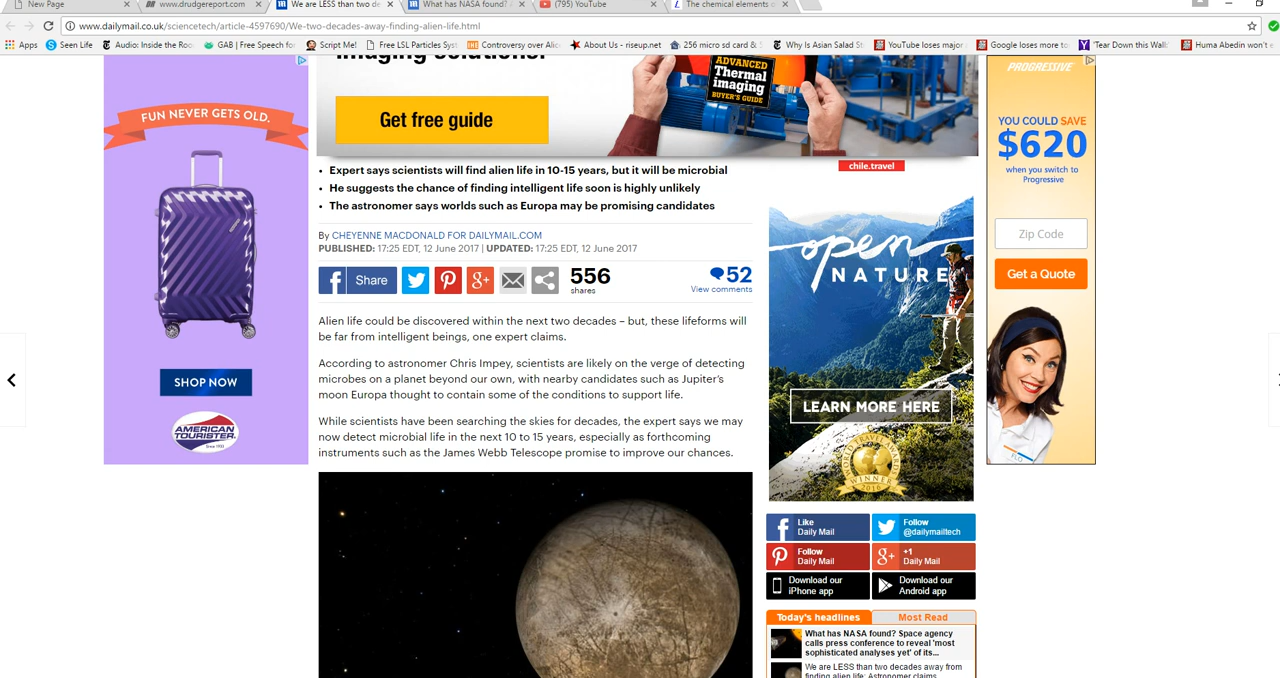 New Page
www.drudgereport.com
We are LESS than two de
What has NASA found? A
(795) YouTube
The chemical elements o
www.dailymail.co.uk/sciencetech/article-4597690/We-two-decades-away-finding-alien-life.html
Apps
Seen Life
Audio: Inside the Roo
GAB | Free Speech for
Script Me!
Free LSL Particles Syst
Controversy over Alie
About Us - riseup.net
256 micro sd card &
Why Is Asian Salad St
YouTube loses major
Google loses more to
'Tear Down this Wall'
Huma Abedin won't e
imaging solutions!
Get free guide
ADVANCED
Thermal
imaging
BUYER'S GUIDE
FUN NEVER GETS OLD.
SHOP NOW
AMERICAN
TOURISTER
Since 1933
• Expert says scientists will find alien life in 10-15 years, but it will be microbial
• He suggests the chance of finding intelligent life soon is highly unlikely
• The astronomer says worlds such as Europa may be promising candidates
By CHEYENNE MACDONALD FOR DAILYMAIL.COM
PUBLISHED: 17:25 EDT, 12 June 2017 | UPDATED: 17:25 EDT, 12 June 2017
Share
556
shares
52
View comments
Alien life could be discovered within the next two decades – but, these lifeforms will
be far from intelligent beings, one expert claims.
According to astronomer Chris Impey, scientists are likely on the verge of detecting
microbes on a planet beyond our own, with nearby candidates such as Jupiter's
moon Europa thought to contain some of the conditions to support life.
While scientists have been searching the skies for decades, the expert says we may
now detect microbial life in the next 10 to 15 years, especially as forthcoming
instruments such as the James Webb Telescope promise to improve our chances.
chile.travel
open
NATURE
LEARN MORE HERE
WORLD TRAVEL AWARDS
WINNER
2016
PROGRESSIVE
YOU COULD SAVE
$620
when you switch to
Progressive
Zip Code
Get a Quote
FLO
Like
Daily Mail
Follow
@dailymailtech
Follow
Daily Mail
+1
Daily Mail
Download our
iPhone app
Download our
Android app
Today's headlines
Most Read
What has NASA found? Space agency
calls press conference to reveal 'most
sophisticated analyses yet' of its...
We are LESS than two decades away from
finding alien life: Astronomer claims